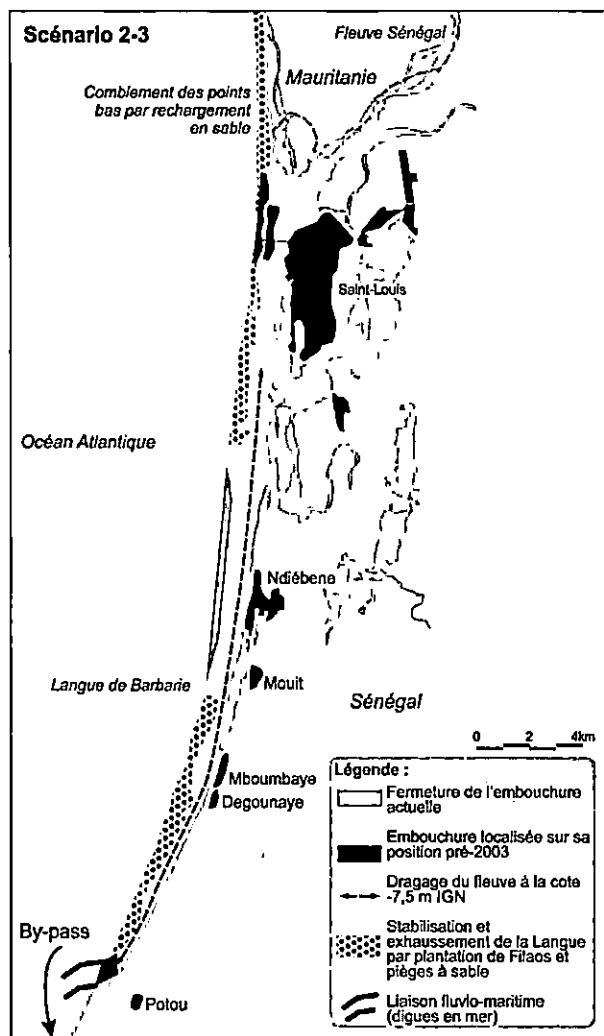 Scénario 2-3
Fleuve Sénégal
Mauritanie
Comblement des points
bas par rechargement
en sable
Saint-Louis
Océan Atlantique
Ndiébene
Langue de Barbarie
Mouit
Sénégal
0 2 4km
Mboumbaye
Degounaye
Légende :
Fermeture de l'embouchure
actuelle
Embouchure localisée sur sa
position pré-2003
Dragage du fleuve à la cote
-7,5 m IGN
Stabilisation et
exhaussement de la Langue
par plantation de Filaos et
pièges à sable
Liaison fluvio-maritime
(digues en mer)
By-pass
Potou